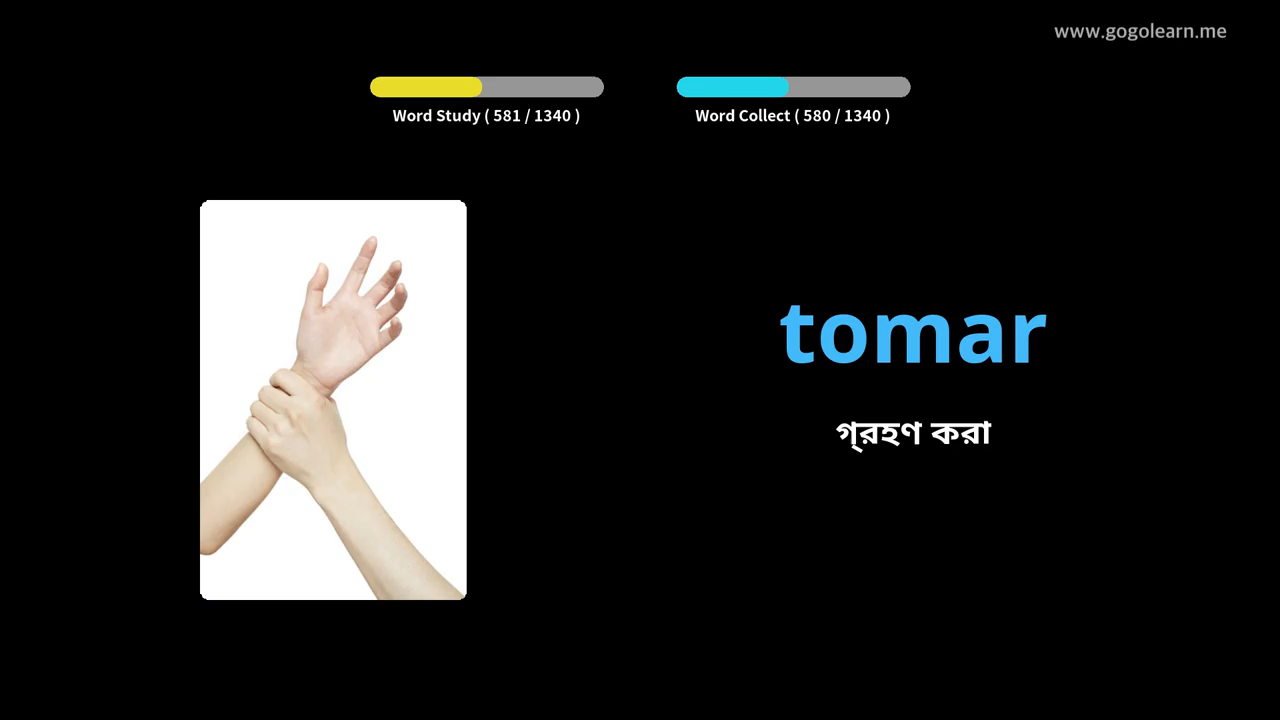 www.gogolearn.me
Word Study ( 581 / 1340 )
Word Collect ( 580 / 1340 )
tomar
গ্রহণ করা